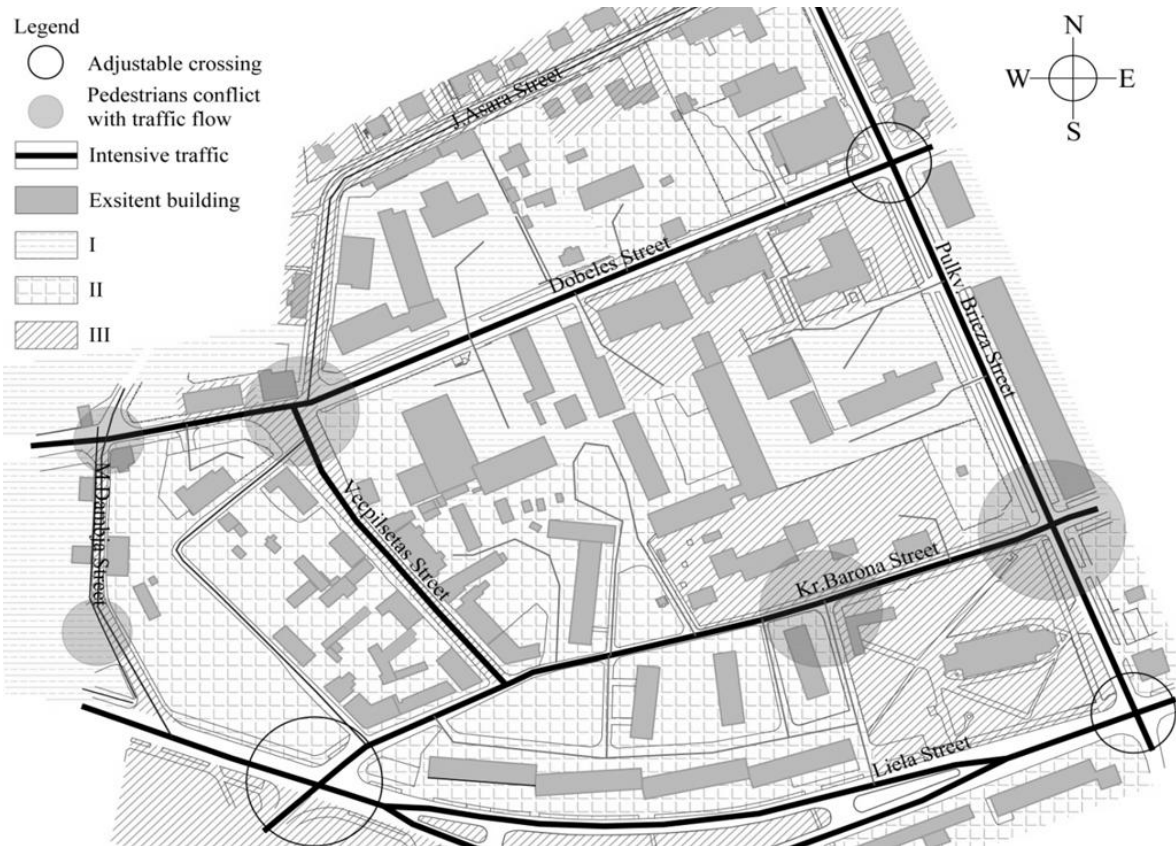 Legend
Adjustable crossing
Pedestrians conflict
with traffic flow
Intensive traffic
Exsitent building
I
II
III
N
W
E
S
J.Asara Street
Dobeles Street
Pulkv. Brieza Street
M.Dambja Street
Vecpilsetas Street
Kr.Barona Street
Liela Street